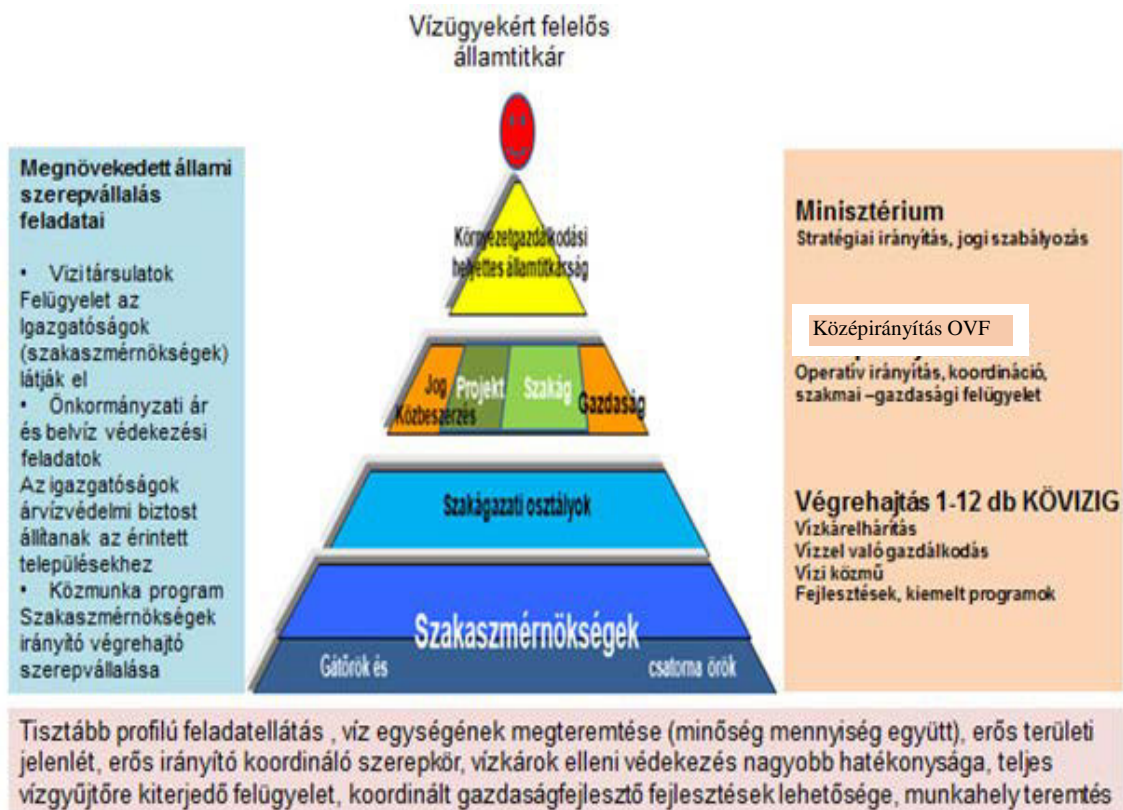 Vízügyekért felelős
államtitkár
Megnövekedett állami
szerepvállalás
feladatai
• Vizi társulatok
Felügyelet az
Igazgatóságok
(szakaszmérnökségek)
látják el
• Önkormányzati ár
és belvíz védekezési
feladatok
Az igazgatóságok
árvízvédelmi biztost
állítanak az érintett
településekhez
• Közmunka program
Szakaszmérnökségek
irányító végrehajtó
szerepvállalása
Környezetgazdálkodási
helyettes államtitkárság
Jog
Közbeszerzés
Projekt
Szakág
Gazdaság
Szakágazati osztályok
Szakaszmérnökségek
Gátőrök és
csatorna örök
Minisztérium
Stratégiai irányítás, jogi szabályozás
Középirányítás OVF
Operatív irányítás, koordináció,
szakmai –gazdasági felügyelet
Végrehajtás 1-12 db KÖVIZIG
Vízkárelhárítás
Vízzel való gazdálkodás
Vízi közmű
Fejlesztések, kiemelt programok
Tisztább profilú feladatellátás , víz egységének megteremtése (minőség mennyiség együtt), erős területi
jelenlét, erős irányító koordináló szerepkör, vízkárok elleni védekezés nagyobb hatékonysága, teljes
vízgyűjtőre kiterjedő felügyelet, koordinált gazdaságfejlesztő fejlesztések lehetősége, munkahely teremtés